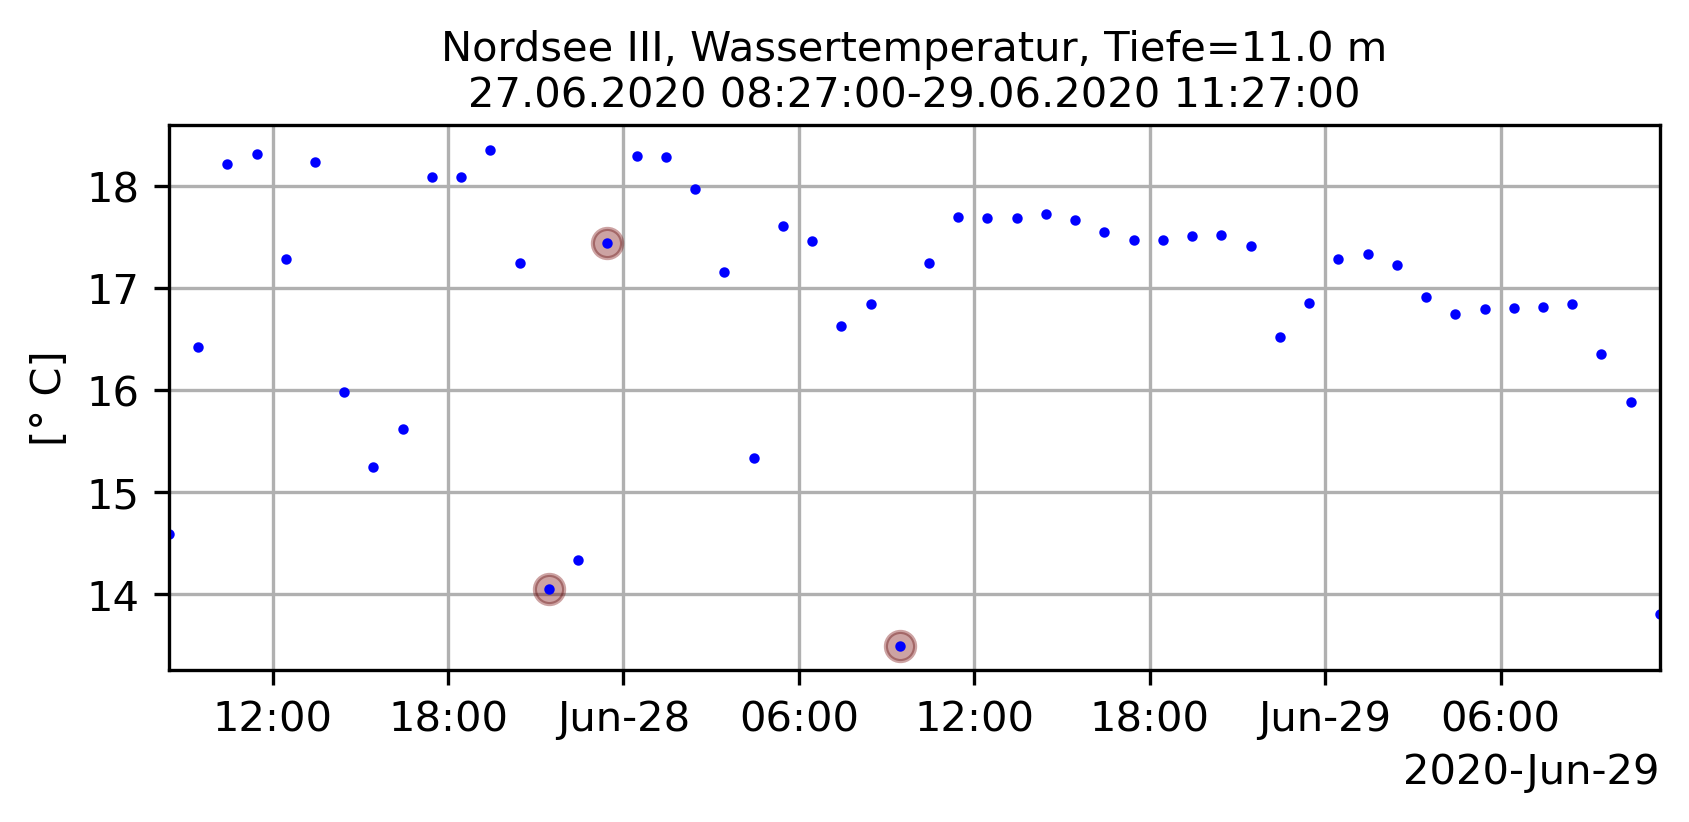 Nordsee III, Wassertemperatur, Tiefe=11.0 m
27.06.2020 08:27:00-29.06.2020 11:27:00
[° C]
18
17
16
15
14
12:00 18:00 Jun-28 06:00 12:00 18:00 Jun-29 06:00
2020-Jun-29